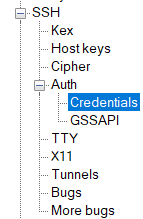 SSH
Kex
Host keys
Cipher
Auth
Credentials
GSSAPI
TTY
X11
Tunnels
Bugs
More bugs